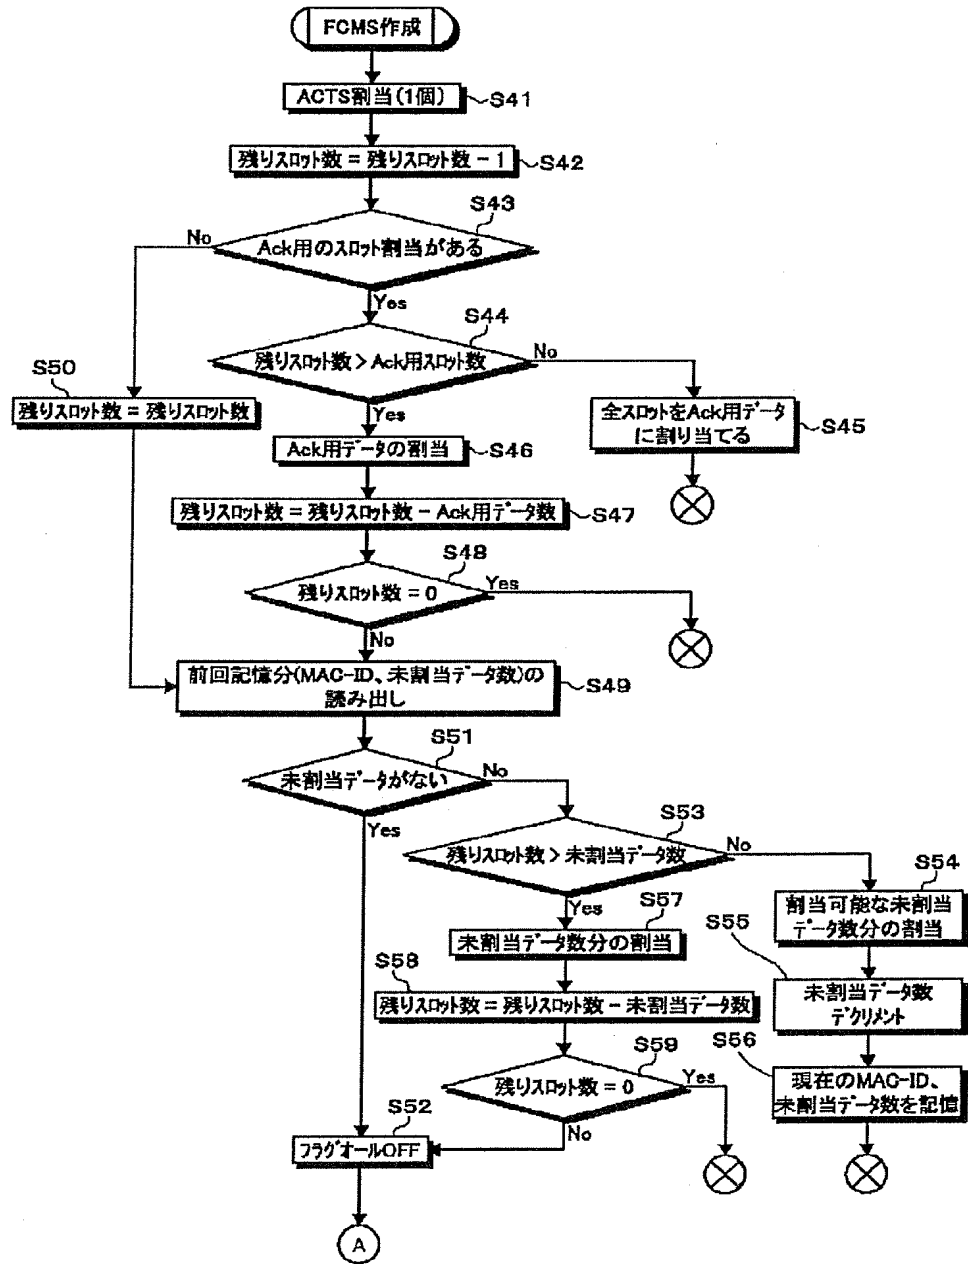 FCMS作成
ACTS割当(1個)
S41
残りスロット数 = 残りスロット数 - 1
S42
S43
Ack用のスロット割当がある
No
Yes
S44
残りスロット数 > Ack用スロット数
No
Yes
S50
残りスロット数 = 残りスロット数
全スロットをAck用データ
に割り当てる
S45
Ack用データの割当
S46
残りスロット数 = 残りスロット数 - Ack用データ数
S47
S48
残りスロット数 = 0
Yes
No
前回記憶分(MAC-ID、未割当データ数)の
読み出し
S49
S51
未割当データがない
No
Yes
S53
残りスロット数 > 未割当データ数
No
Yes
S54
割当可能な未割当
データ数分の割当
S57
未割当データ数分の割当
S55
未割当データ数
デクリメント
S58
残りスロット数 = 残りスロット数 - 未割当データ数
S56
現在のMAC-ID、
未割当データ数を記憶
S59
残りスロット数 = 0
Yes
No
S52
フラグオールOFF
A